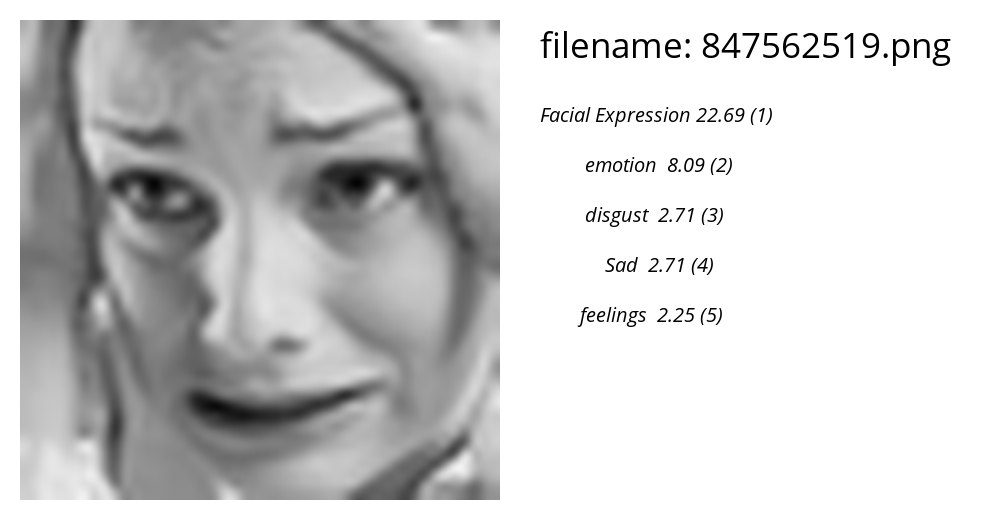 filename: 847562519.png
Facial Expression 22.69 (1)
emotion 8.09 (2)
disgust 2.71 (3)
Sad 2.71 (4)
feelings 2.25 (5)